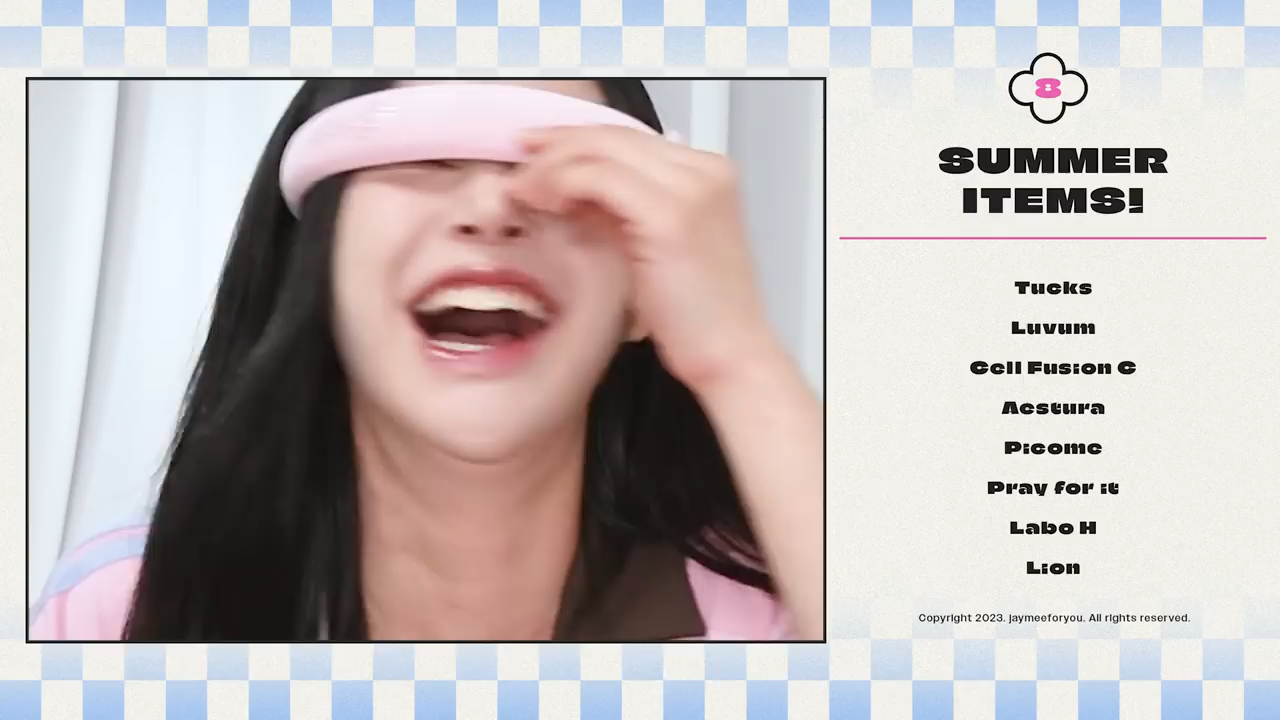 8
SUMMER
ITEMS!
Tucks
Luvum
Cell Fusion C
Aestura
Picome
Pray for it
Labo H
Lion
Copyright 2023. jaymeeforyou. All rights reserved.